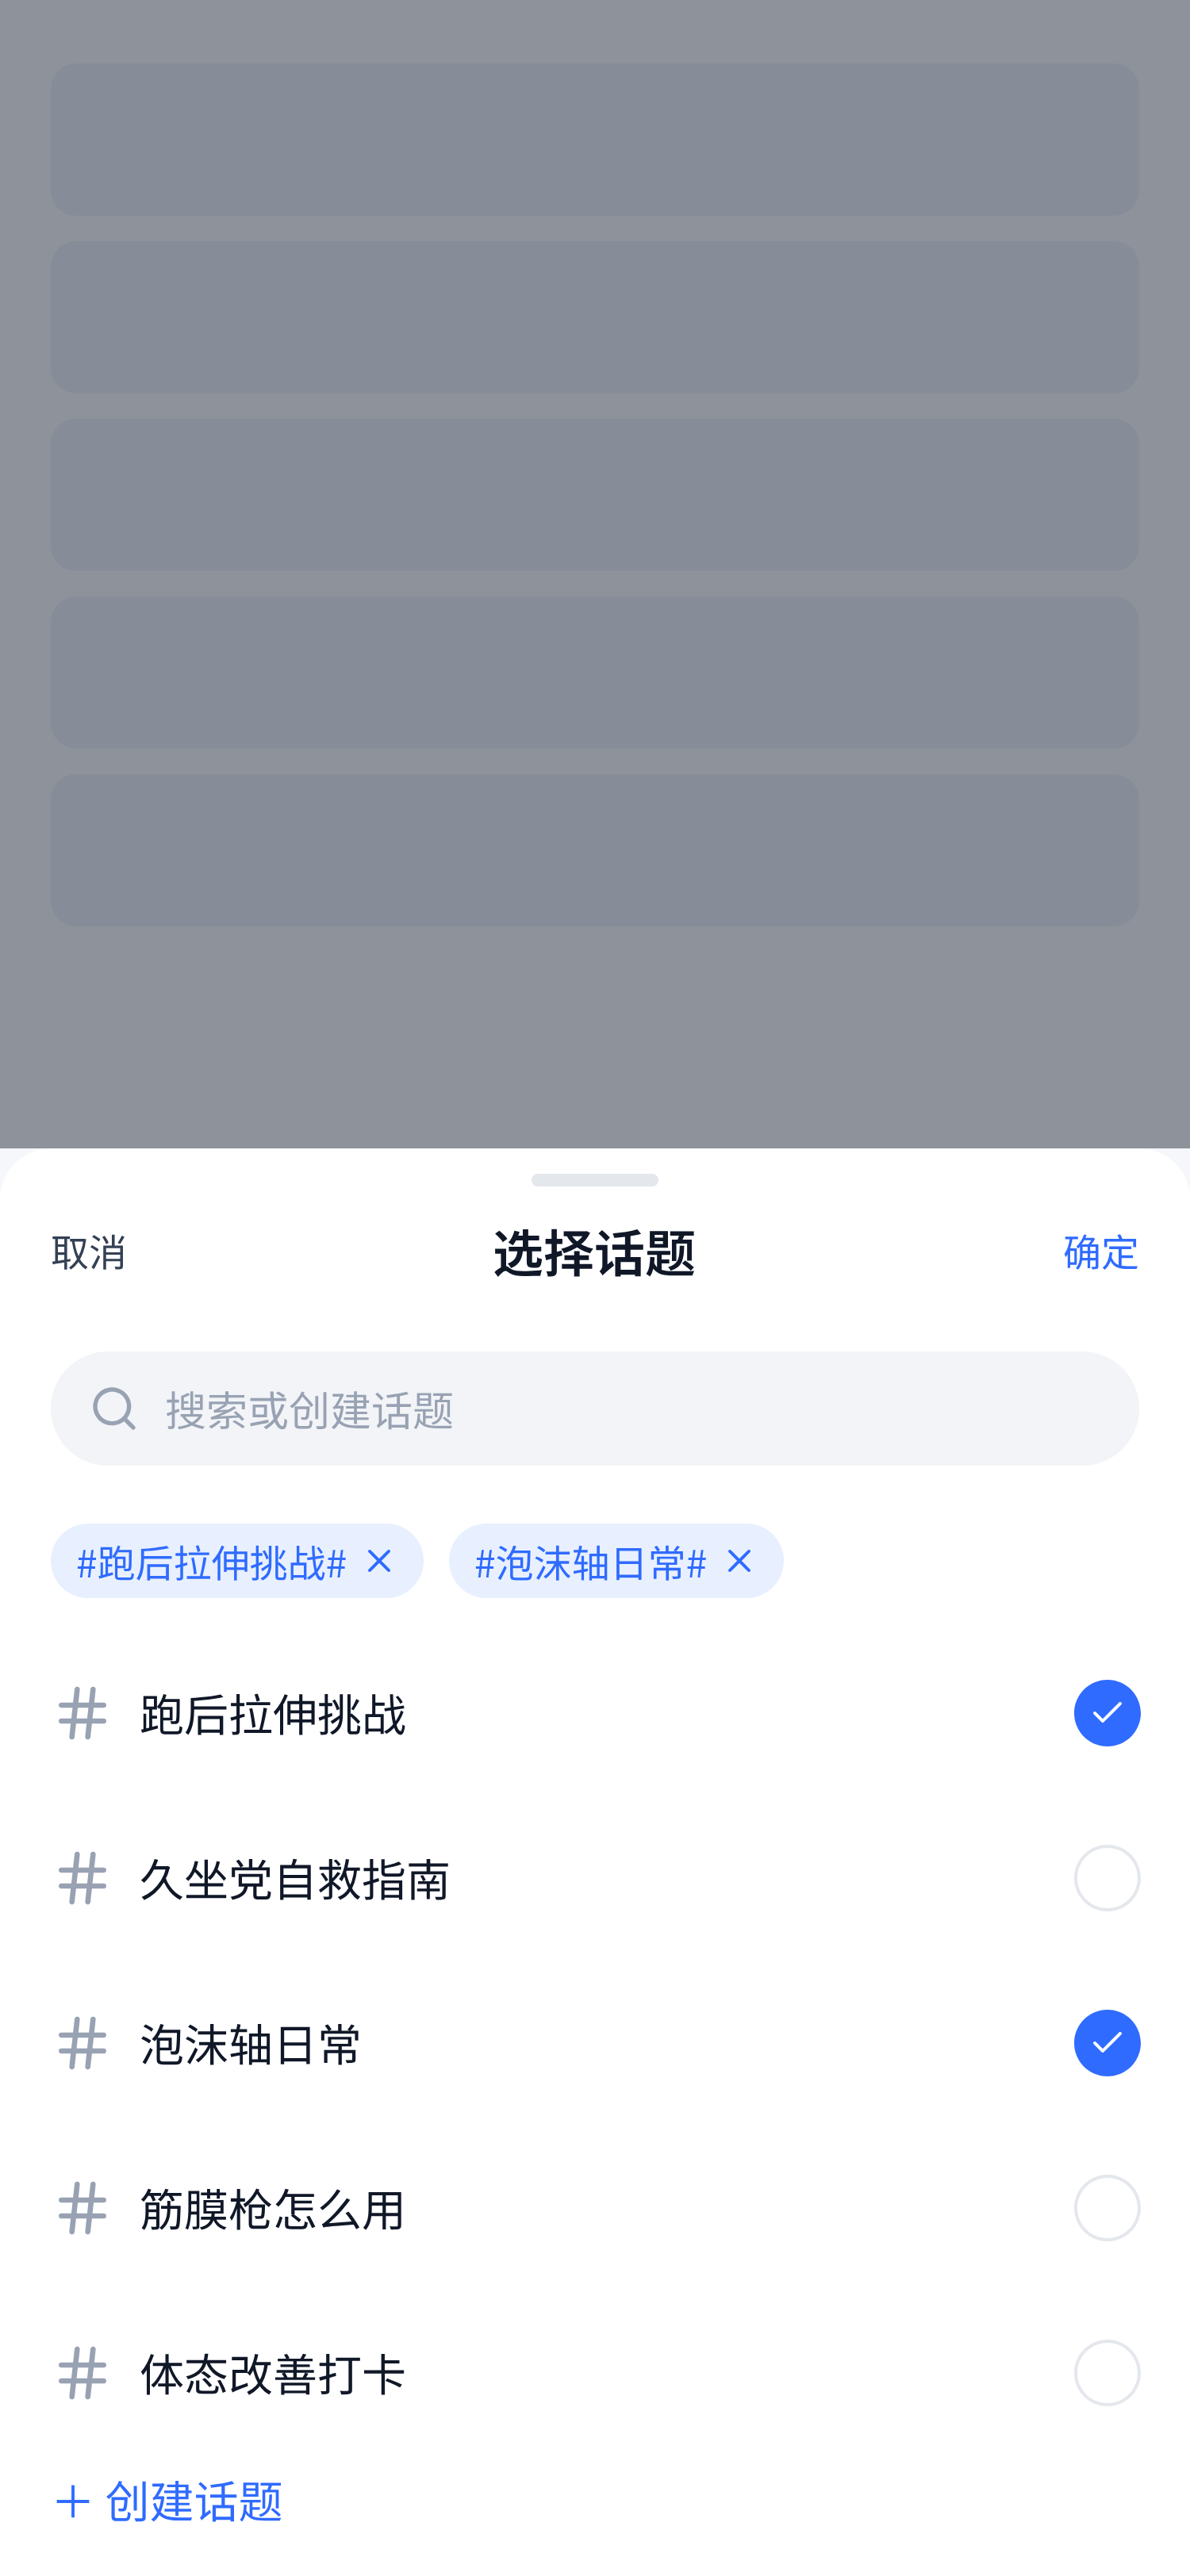 取消 选择话题 确定
搜索或创建话题
#跑后拉伸挑战# #泡沫轴日常#
跑后拉伸挑战
久坐党自救指南
泡沫轴日常
筋膜枪怎么用
体态改善打卡
创建话题